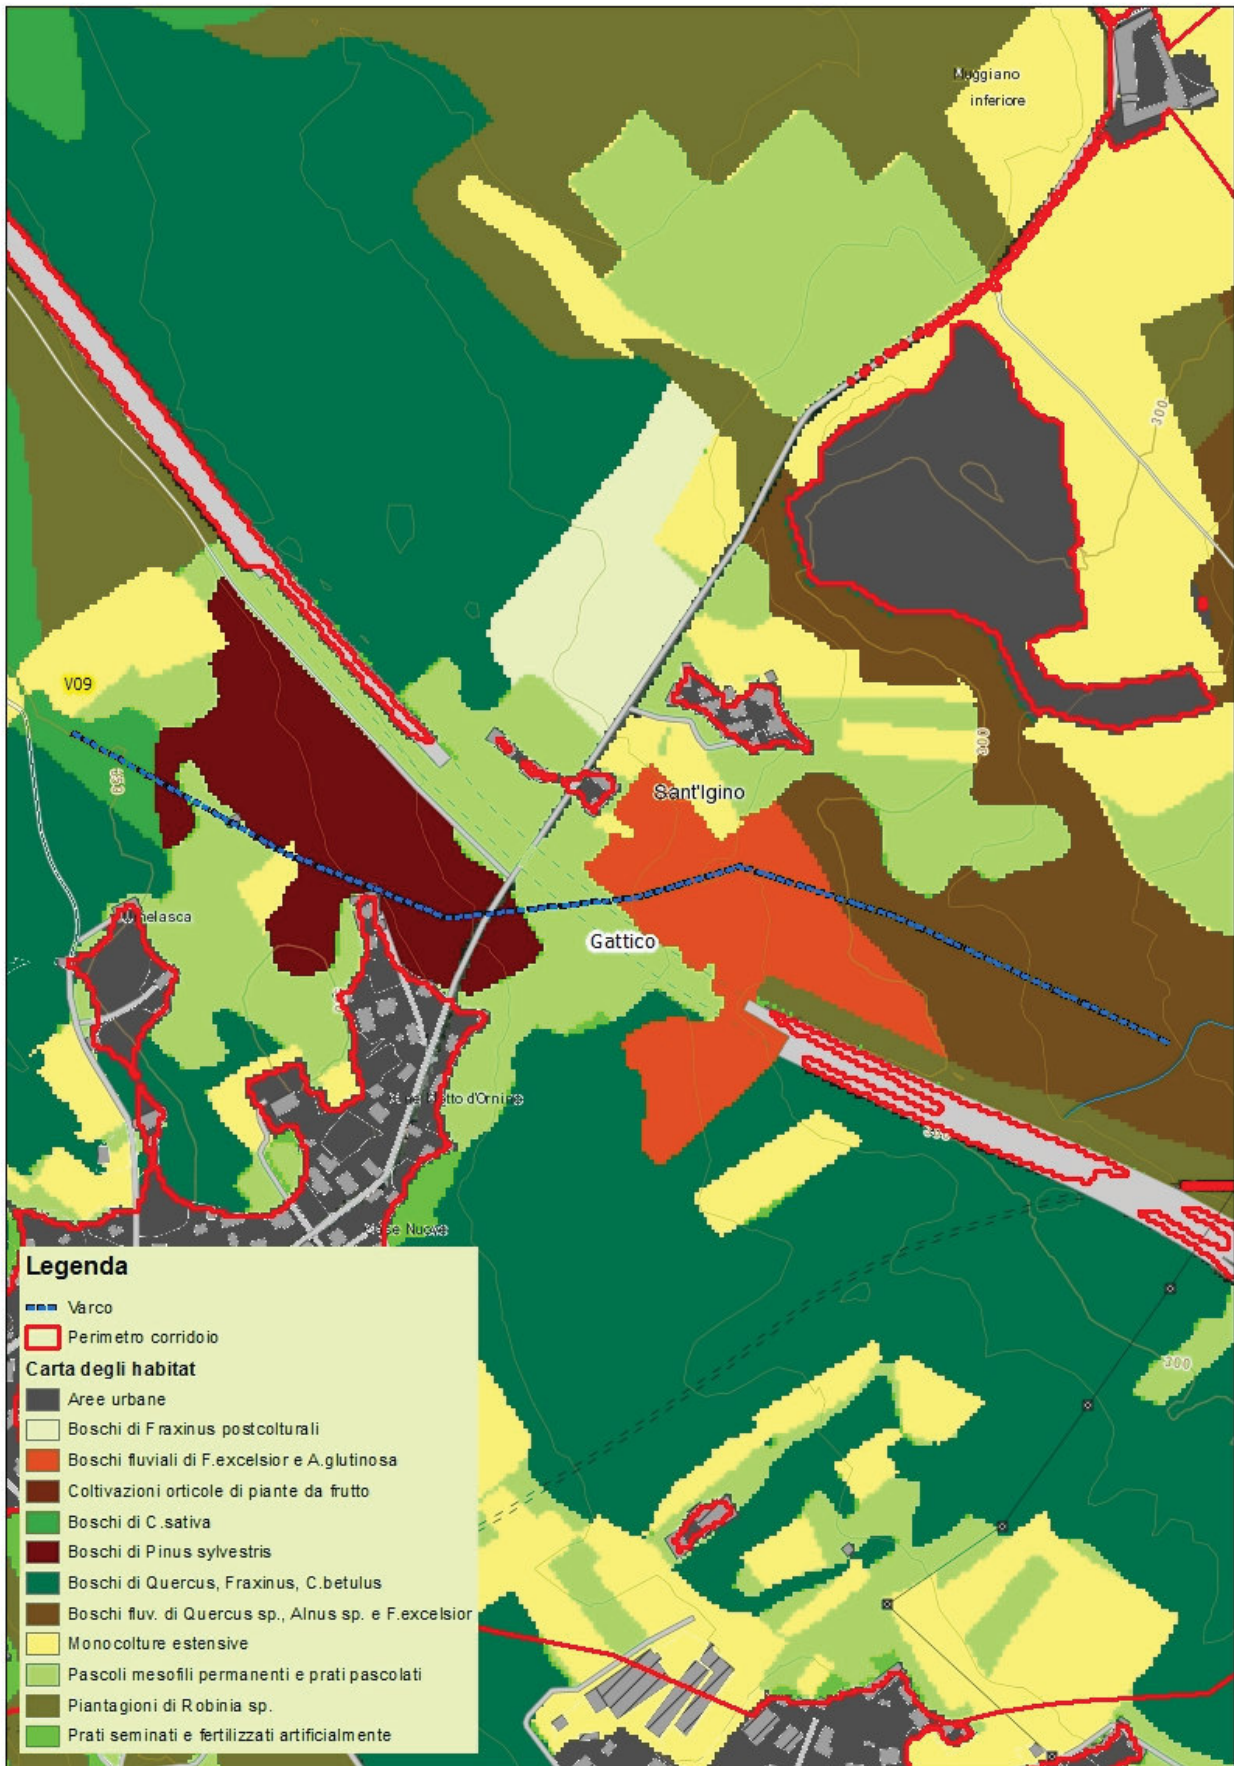 Muggiano
inferiore
300
V09
300
350
Sant'Igino
Gattico
300
Legenda
Varco
Perimetro corridoio
Carta degli habitat
Aree urbane
Boschi di Fraxinus postcolturali
Boschi fluviali di F.excelsior e A.glutinosa
Coltivazioni orticole di piante da frutto
Boschi di C.sativa
Boschi di Pinus sylvestris
Boschi di Quercus, Fraxinus, C.betulus
Boschi fluv. di Quercus sp., Alnus sp. e F.excelsior
Monocolture estensive
Pascoli mesofili permanenti e prati pascolati
Piantagioni di Robinia sp.
Prati seminati e fertilizzati artificialmente